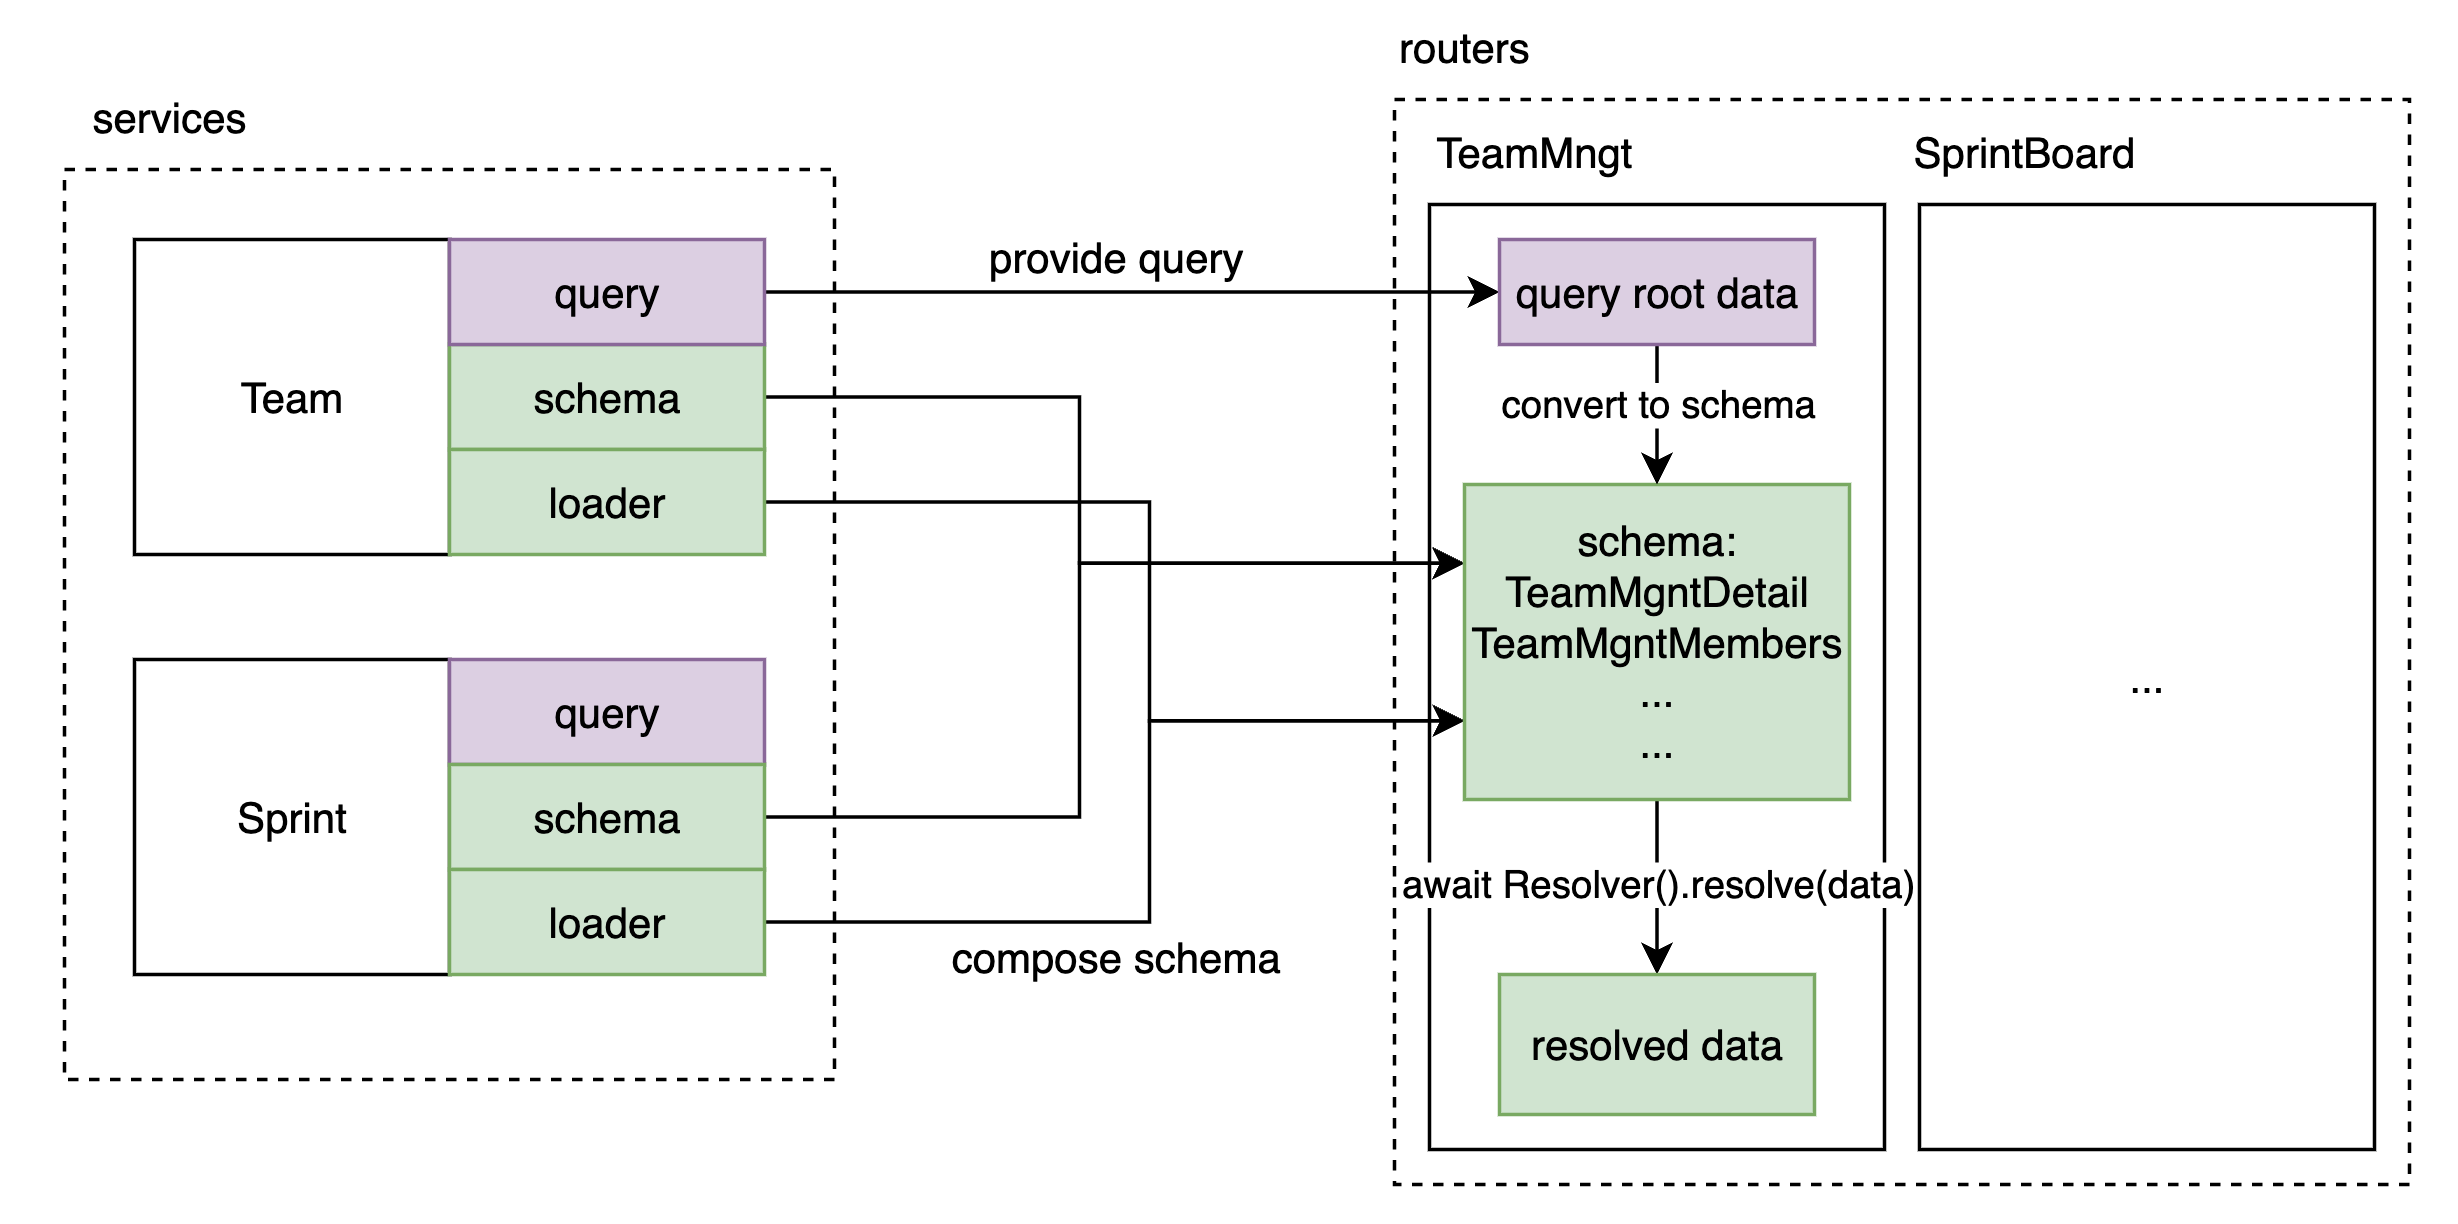 services
Team
query
schema
loader
Sprint
query
schema
loader
provide query
compose schema
routers
TeamMngt
query root data
convert to schema
schema:
TeamMgntDetail
TeamMgntMembers
...
...
await Resolver().resolve(data)
resolved data
SprintBoard
...